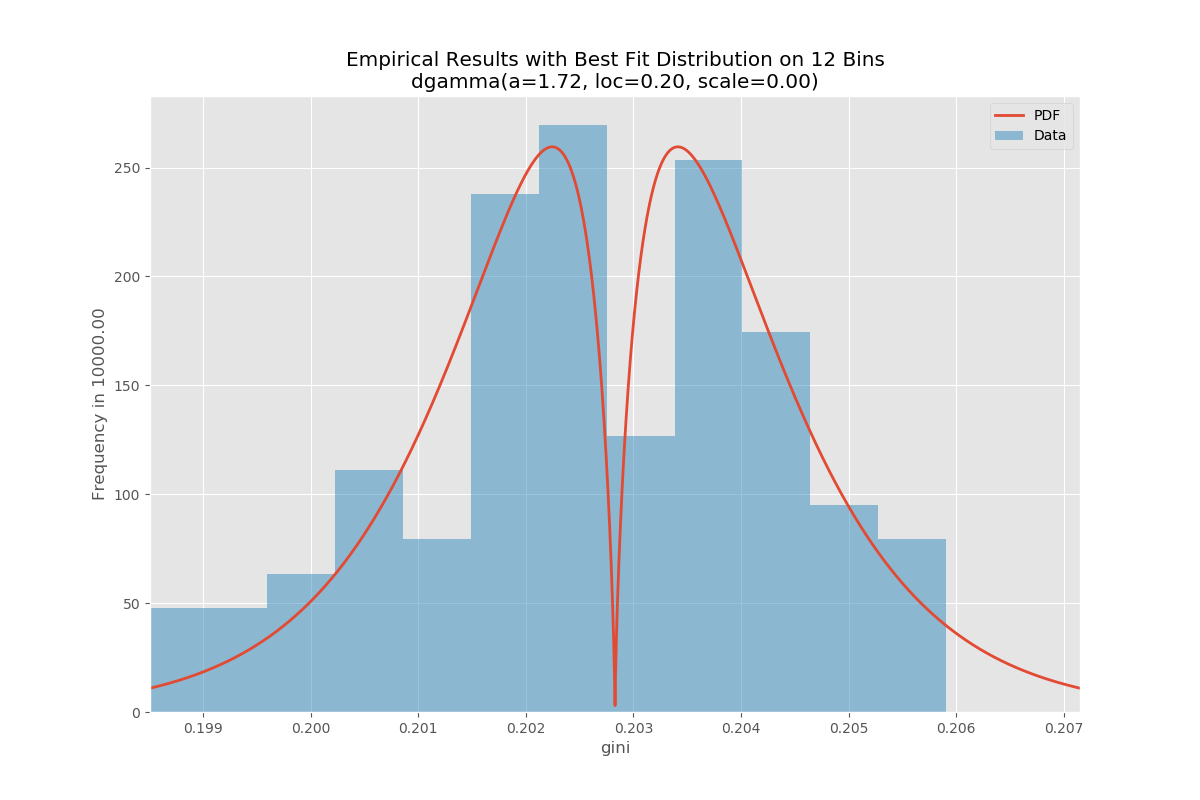 Empirical Results with Best Fit Distribution on 12 Bins
dgamma(a=1.72, loc=0.20, scale=0.00)
PDF
Data
Frequency in 10000.00
250
200
150
100
50
0
0.199 0.200 0.201 0.202 0.203 0.204 0.205 0.206 0.207
gini